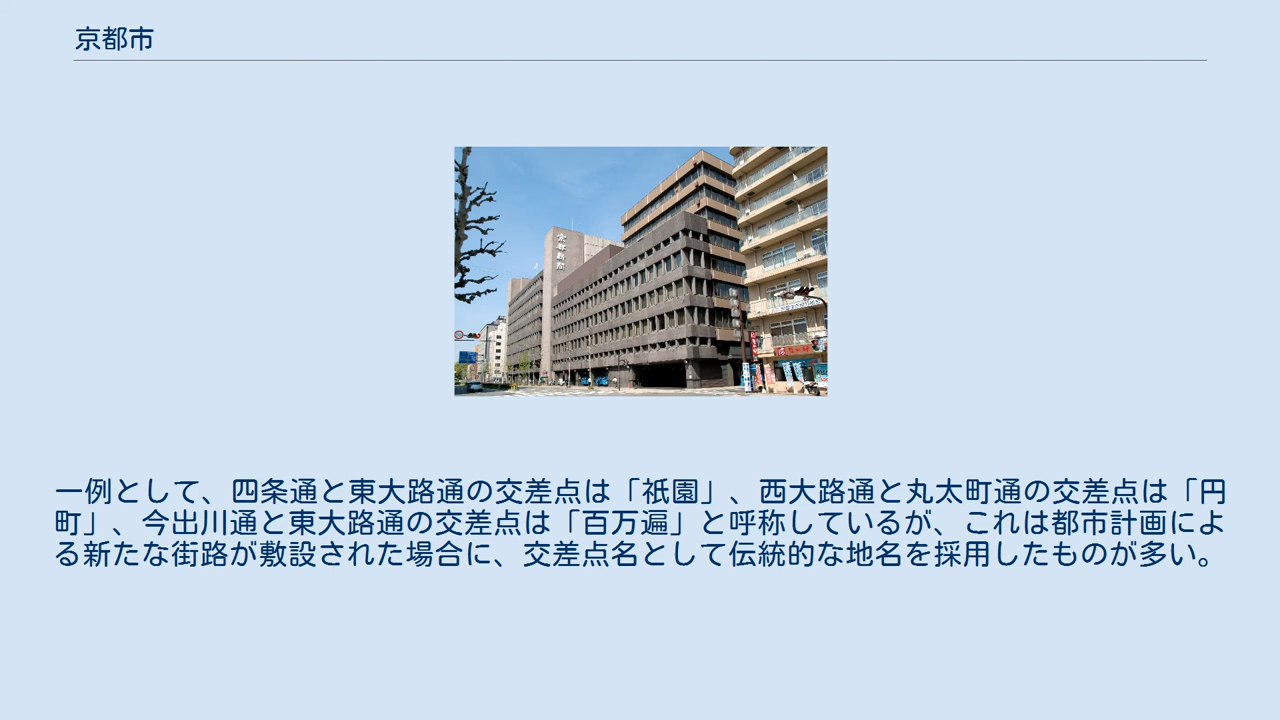 京都市
京都新聞
一例として、四条通と東大路通の交差点は「祇園」、西大路通と丸太町通の交差点は「円
町」、今出川通と東大路通の交差点は「百万遍」と呼称しているが、これは都市計画によ
る新たな街路が敷設された場合に、交差点名として伝統的な地名を採用したものが多い。